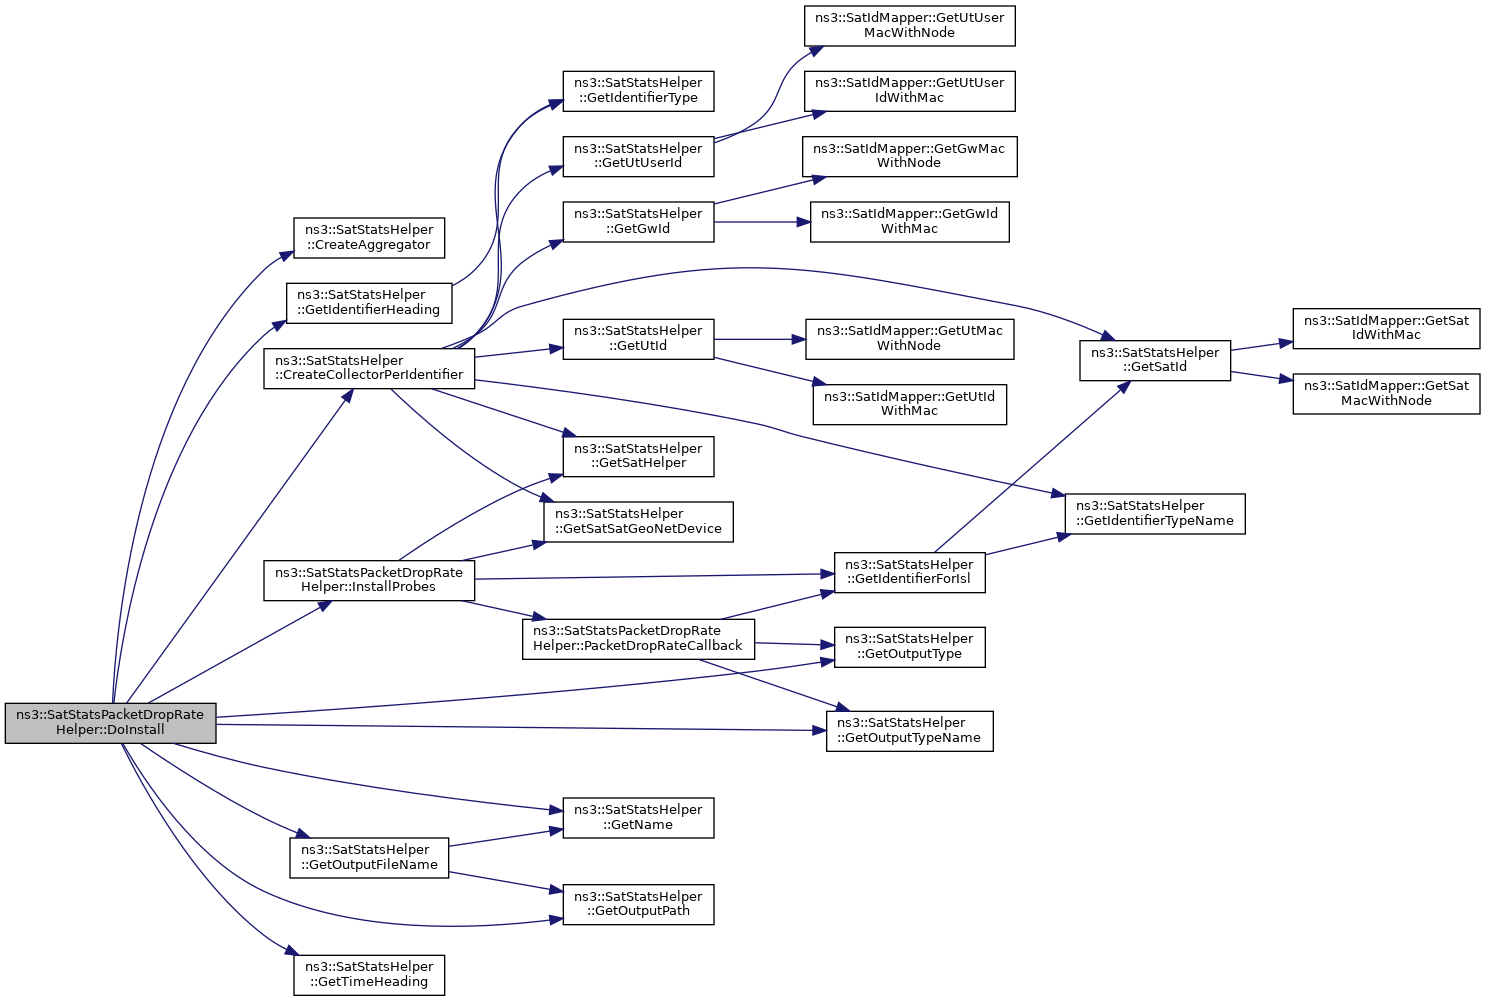 ns3::SatIdMapper::GetUtUser
MacWithNode
ns3::SatStatsHelper
::GetIdentifierType
ns3::SatIdMapper::GetUtUser
IdWithMac
ns3::SatStatsHelper
::GetUtUserId
ns3::SatIdMapper::GetGwMac
WithNode
ns3::SatStatsHelper
::GetGwId
ns3::SatIdMapper::GetGwId
WithMac
ns3::SatStatsHelper
::CreateAggregator
ns3::SatStatsHelper
::GetIdentifierHeading
ns3::SatStatsHelper
::GetUtId
ns3::SatIdMapper::GetUtMac
WithNode
ns3::SatIdMapper::GetSat
IdWithMac
ns3::SatStatsHelper
::CreateCollectorPerIdentifier
ns3::SatStatsHelper
::GetSatId
ns3::SatIdMapper::GetUtId
WithMac
ns3::SatIdMapper::GetSat
MacWithNode
ns3::SatStatsHelper
::GetSatHelper
ns3::SatStatsHelper
::GetSatSatGeoNetDevice
ns3::SatStatsHelper
::GetIdentifierTypeName
ns3::SatStatsPacketDropRate
Helper::InstallProbes
ns3::SatStatsHelper
::GetIdentifierForIsl
ns3::SatStatsPacketDropRate
Helper::PacketDropRateCallback
ns3::SatStatsHelper
::GetOutputType
ns3::SatStatsPacketDropRate
Helper::DoInstall
ns3::SatStatsHelper
::GetOutputTypeName
ns3::SatStatsHelper
::GetName
ns3::SatStatsHelper
::GetOutputFileName
ns3::SatStatsHelper
::GetOutputPath
ns3::SatStatsHelper
::GetTimeHeading